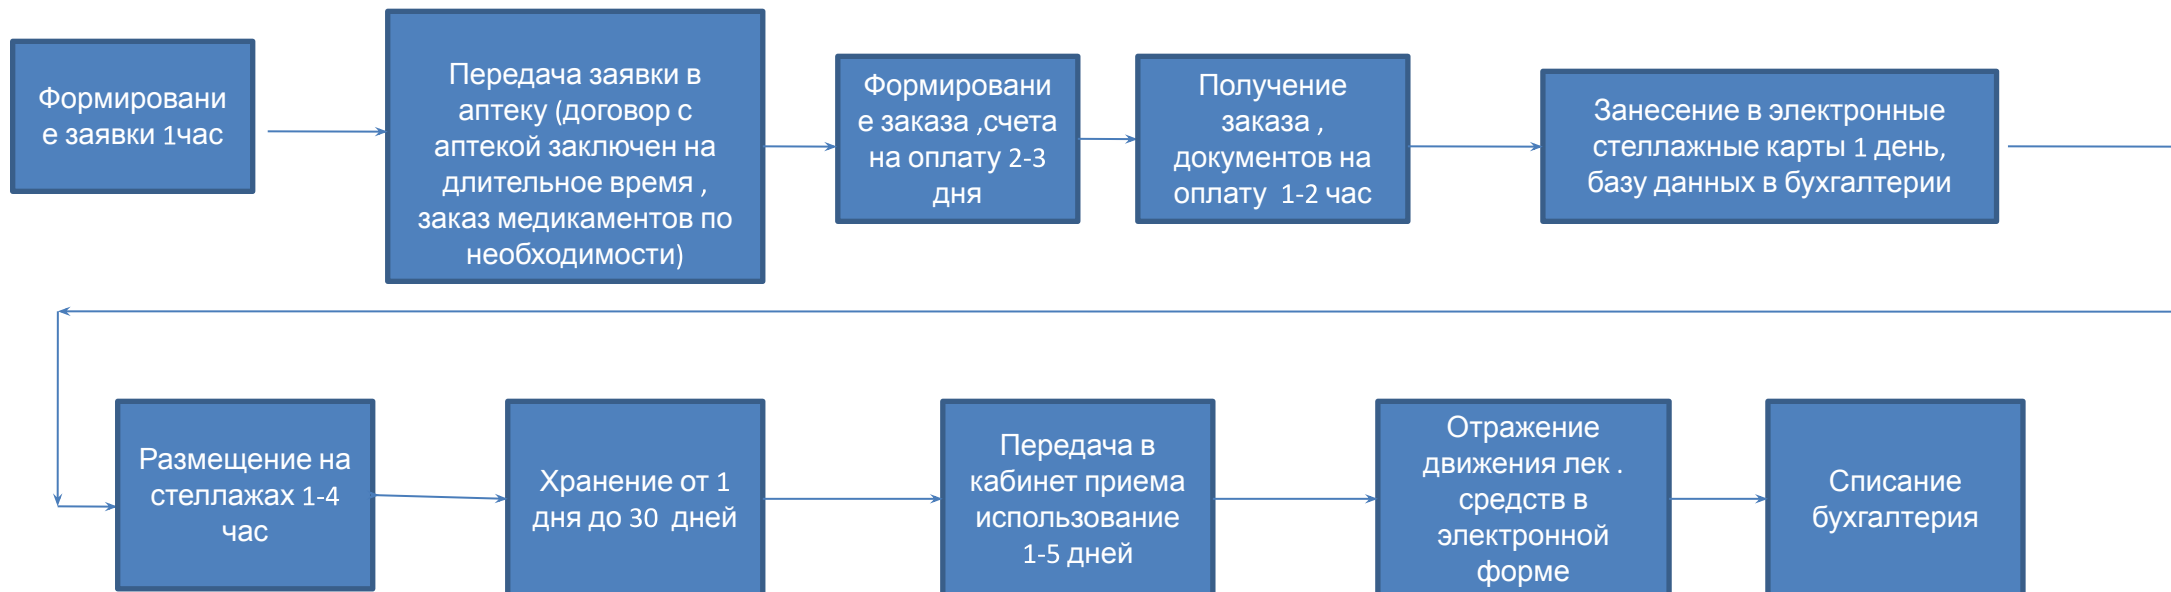 Формировани
е заявки 1час
Передача заявки в
аптеку (договор с
аптекой заключен на
длительное время ,
заказ медикаментов по
необходимости)
Формировани
е заказа ,счета
на оплату 2-3
дня
Получение
заказа ,
документов на
оплату 1-2 час
Занесение в электронные
стеллажные карты 1 день,
базу данных в бухгалтерии
Размещение на
стеллажах 1-4
час
Хранение от 1
дня до 30 дней
Передача в
кабинет приема
использование
1-5 дней
Отражение
движения лек .
средств в
электронной
форме
Списание
бухгалтерия